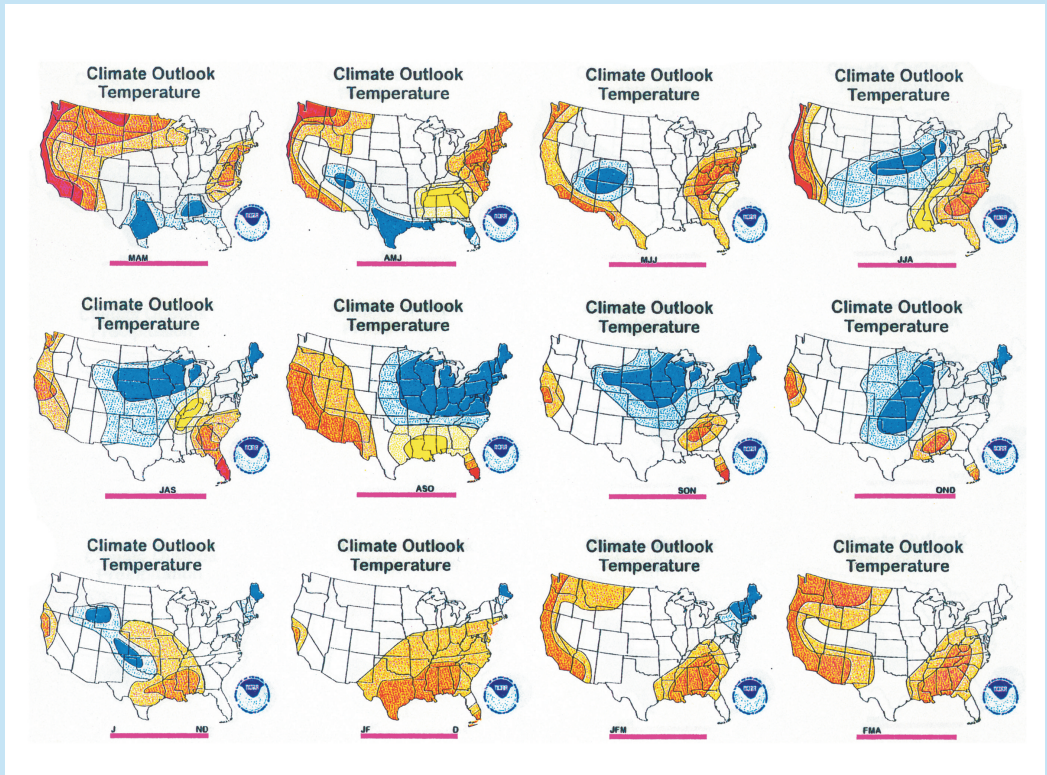 Climate Outlook
Temperature
MAM
Climate Outlook
Temperature
AMJ
Climate Outlook
Temperature
MJJ
Climate Outlook
Temperature
JJA
Climate Outlook
Temperature
JAS
Climate Outlook
Temperature
ASO
Climate Outlook
Temperature
SON
Climate Outlook
Temperature
OND
Climate Outlook
Temperature
J ND
Climate Outlook
Temperature
JF D
Climate Outlook
Temperature
JFM
Climate Outlook
Temperature
FMA